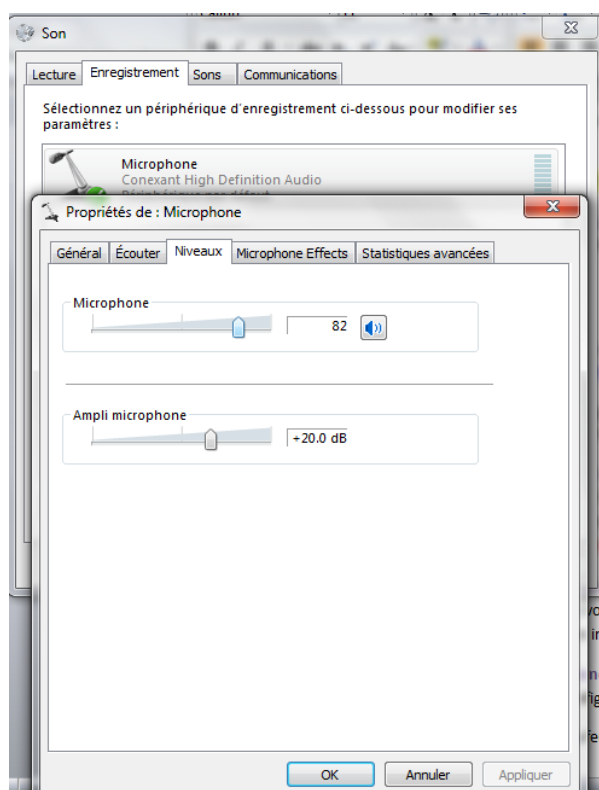 Son
Lecture Enregistrement Sons Communications
Sélectionnez un périphérique d'enregistrement ci-dessous pour modifier ses
paramètres :
Microphone
Conexant High Definition Audio
Propriétés de : Microphone
Général Écouter Niveaux Microphone Effects Statistiques avancées
Microphone
82
Ampli microphone
+20.0 dB
OK Annuler Appliquer